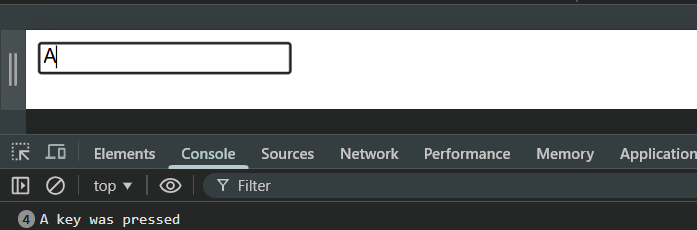 A
Elements Console Sources Network Performance Memory Application
top Filter
4 A key was pressed